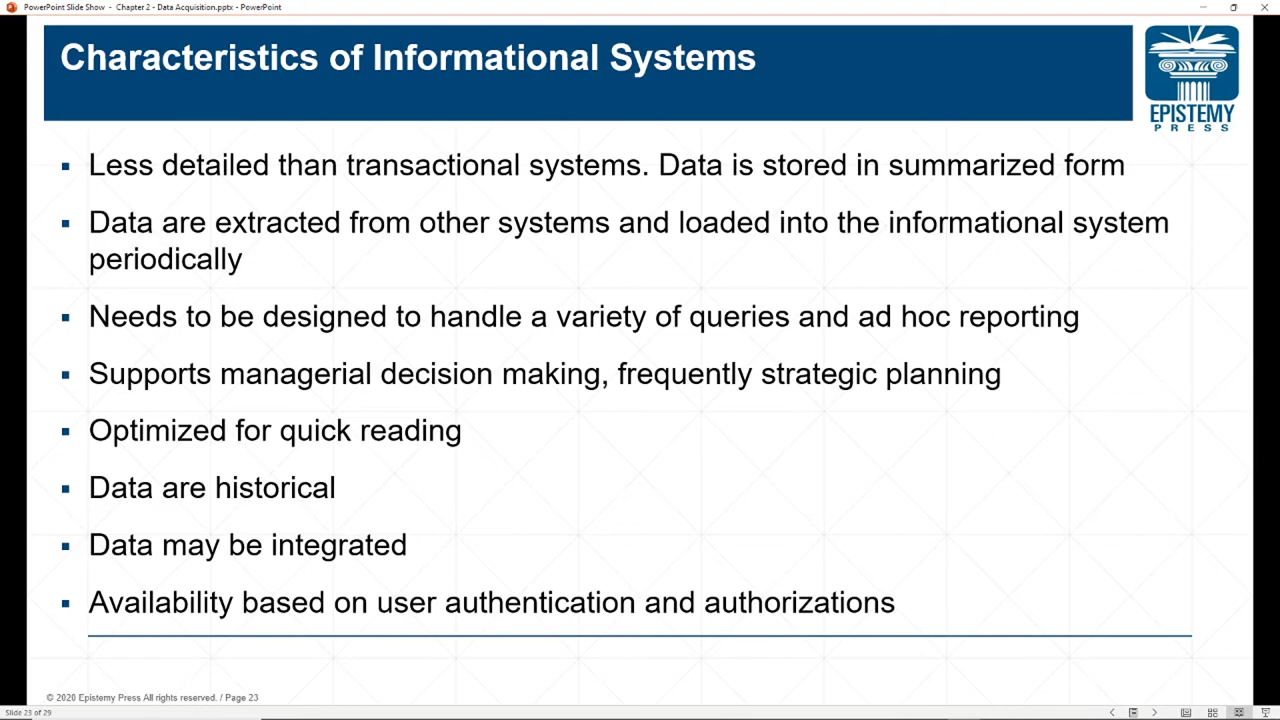 PowerPoint Slide Show - Chapter 2 - Data Acquisition.pptx - PowerPoint
Characteristics of Informational Systems
EPISTEMY
PRESS
▪ Less detailed than transactional systems. Data is stored in summarized form
▪ Data are extracted from other systems and loaded into the informational system
periodically
▪ Needs to be designed to handle a variety of queries and ad hoc reporting
▪ Supports managerial decision making, frequently strategic planning
▪ Optimized for quick reading
▪ Data are historical
▪ Data may be integrated
▪ Availability based on user authentication and authorizations
© 2020 Epistemy Press All rights reserved. / Page 23
Slide 23 of 29